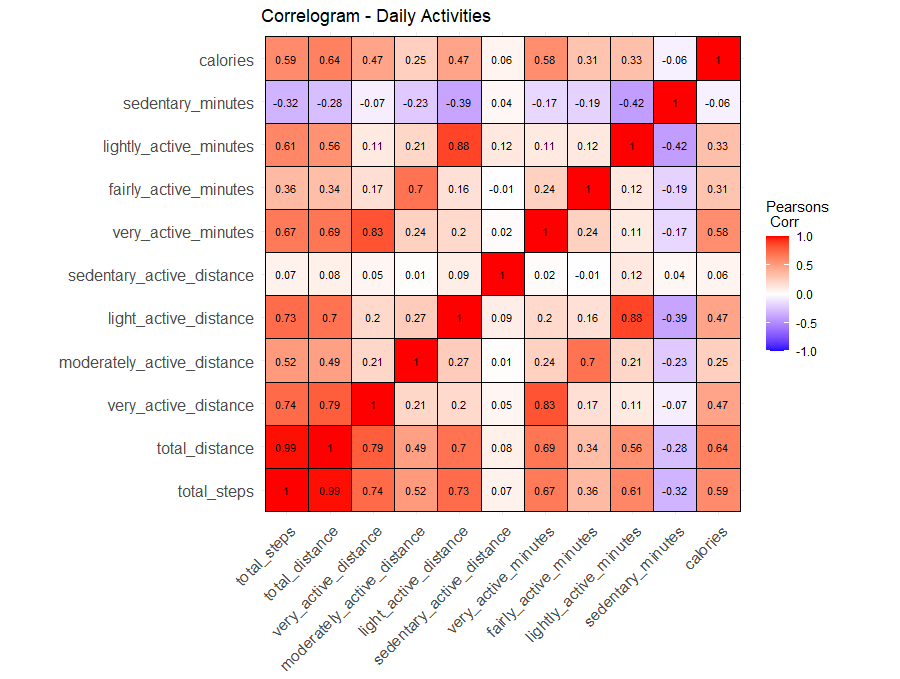 Correlogram - Daily Activities
calories 0.59 0.64 0.47 0.25 0.47 0.06 0.58 0.31 0.33 -0.06 1
sedentary_minutes -0.32 -0.28 -0.07 -0.23 -0.39 0.04 -0.17 -0.19 -0.42 1 -0.06
lightly_active_minutes 0.61 0.56 0.11 0.21 0.88 0.12 0.11 0.12 1 -0.42 0.33
fairly_active_minutes 0.36 0.34 0.17 0.7 0.16 -0.01 0.24 1 0.12 -0.19 0.31
very_active_minutes 0.67 0.69 0.83 0.24 0.2 0.02 1 0.24 0.11 -0.17 0.58
sedentary_active_distance 0.07 0.08 0.05 0.01 0.09 1 0.02 -0.01 0.12 0.04 0.06
light_active_distance 0.73 0.7 0.2 0.27 1 0.09 0.2 0.16 0.88 -0.39 0.47
moderately_active_distance 0.52 0.49 0.21 1 0.27 0.01 0.24 0.7 0.21 -0.23 0.25
very_active_distance 0.74 0.79 1 0.21 0.2 0.05 0.83 0.17 0.11 -0.07 0.47
total_distance 0.99 1 0.79 0.49 0.7 0.08 0.69 0.34 0.56 -0.28 0.64
total_steps 1 0.99 0.74 0.52 0.73 0.07 0.67 0.36 0.61 -0.32 0.59
total_steps
total_distance
very_active_distance
moderately_active_distance
light_active_distance
sedentary_active_distance
very_active_minutes
fairly_active_minutes
lightly_active_minutes
sedentary_minutes
calories
Pearsons
Corr
1.0
0.5
0.0
-0.5
-1.0